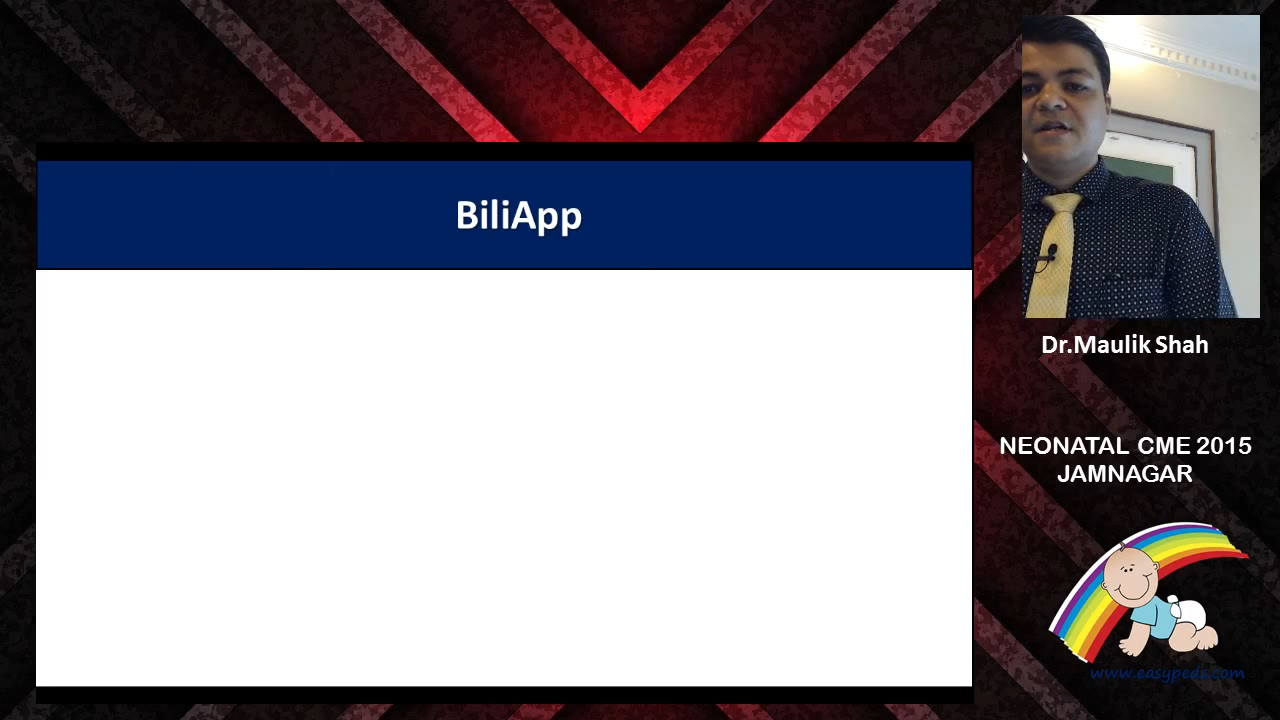 BiliApp
Dr.Maulik Shah
NEONATAL CME 2015
JAMNAGAR
www.easypeds.com